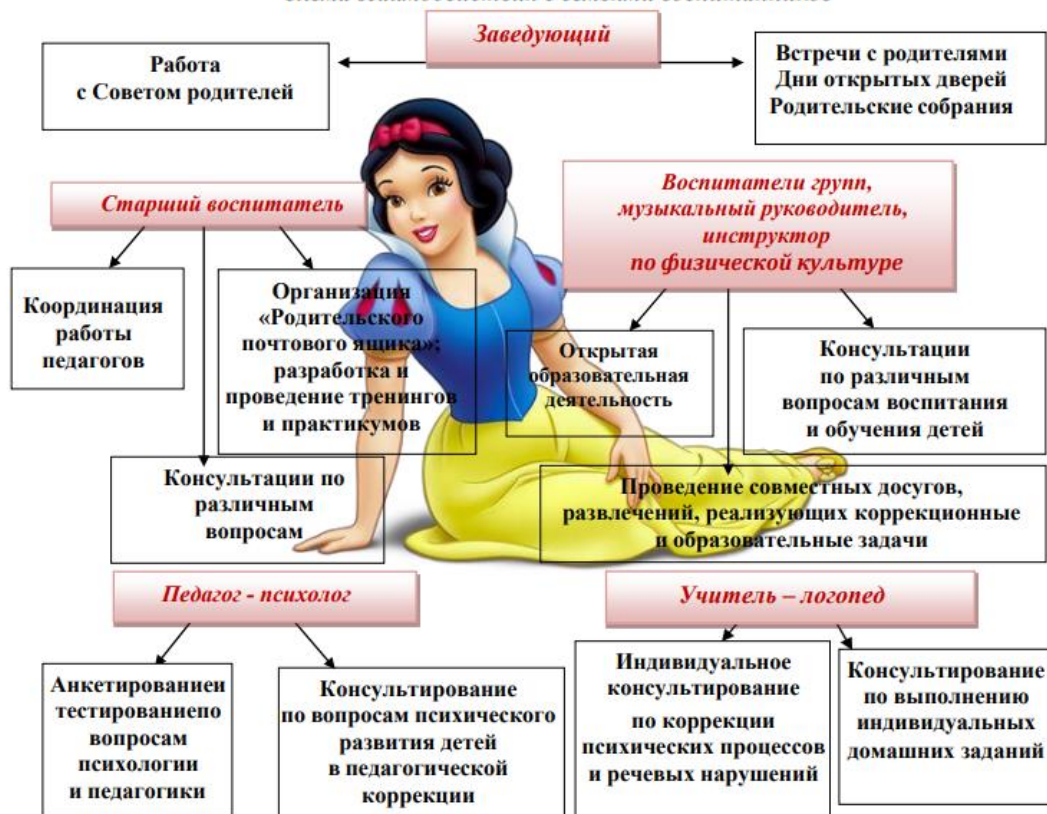 Заведующий
Работа
с Советом родителей
Встречи с родителями
Дни открытых дверей
Родительские собрания
Старший воспитатель
Воспитатели групп,
музыкальный руководитель,
инструктор
по физической культуре
Координация
работы
педагогов
Организация
«Родительского
почтового ящика»;
разработка и
проведение тренингов
и практикумов
Открытая
образовательная
деятельность
Консультации
по различным
вопросам воспитания
и обучения детей
Консультации по
различным
вопросам
Проведение совместных досугов,
развлечений, реализующих коррекционные
и образовательные задачи
Педагог - психолог
Учитель – логопед
Анкетированиеи
тестированиепо
вопросам
психологии
и педагогики
Консультирование
по вопросам психического
развития детей
в педагогической
коррекции
Индивидуальное
консультирование
по коррекции
психических процессов
и речевых нарушений
Консультирование
по выполнению
индивидуальных
домашних заданий